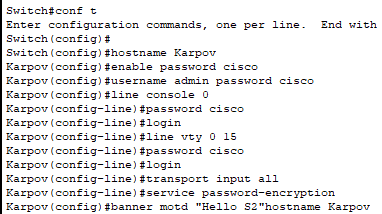 Switch#conf t
Enter configuration commands, one per line.  End with
Switch(config)#
Switch(config)#hostname Karpov
Karpov(config)#enable password cisco
Karpov(config)#username admin password cisco
Karpov(config)#line console 0
Karpov(config-line)#password cisco
Karpov(config-line)#login
Karpov(config-line)#line vty 0 15
Karpov(config-line)#password cisco
Karpov(config-line)#login
Karpov(config-line)#transport input all
Karpov(config-line)#service password-encryption
Karpov(config)#banner motd "Hello S2"hostname Karpov